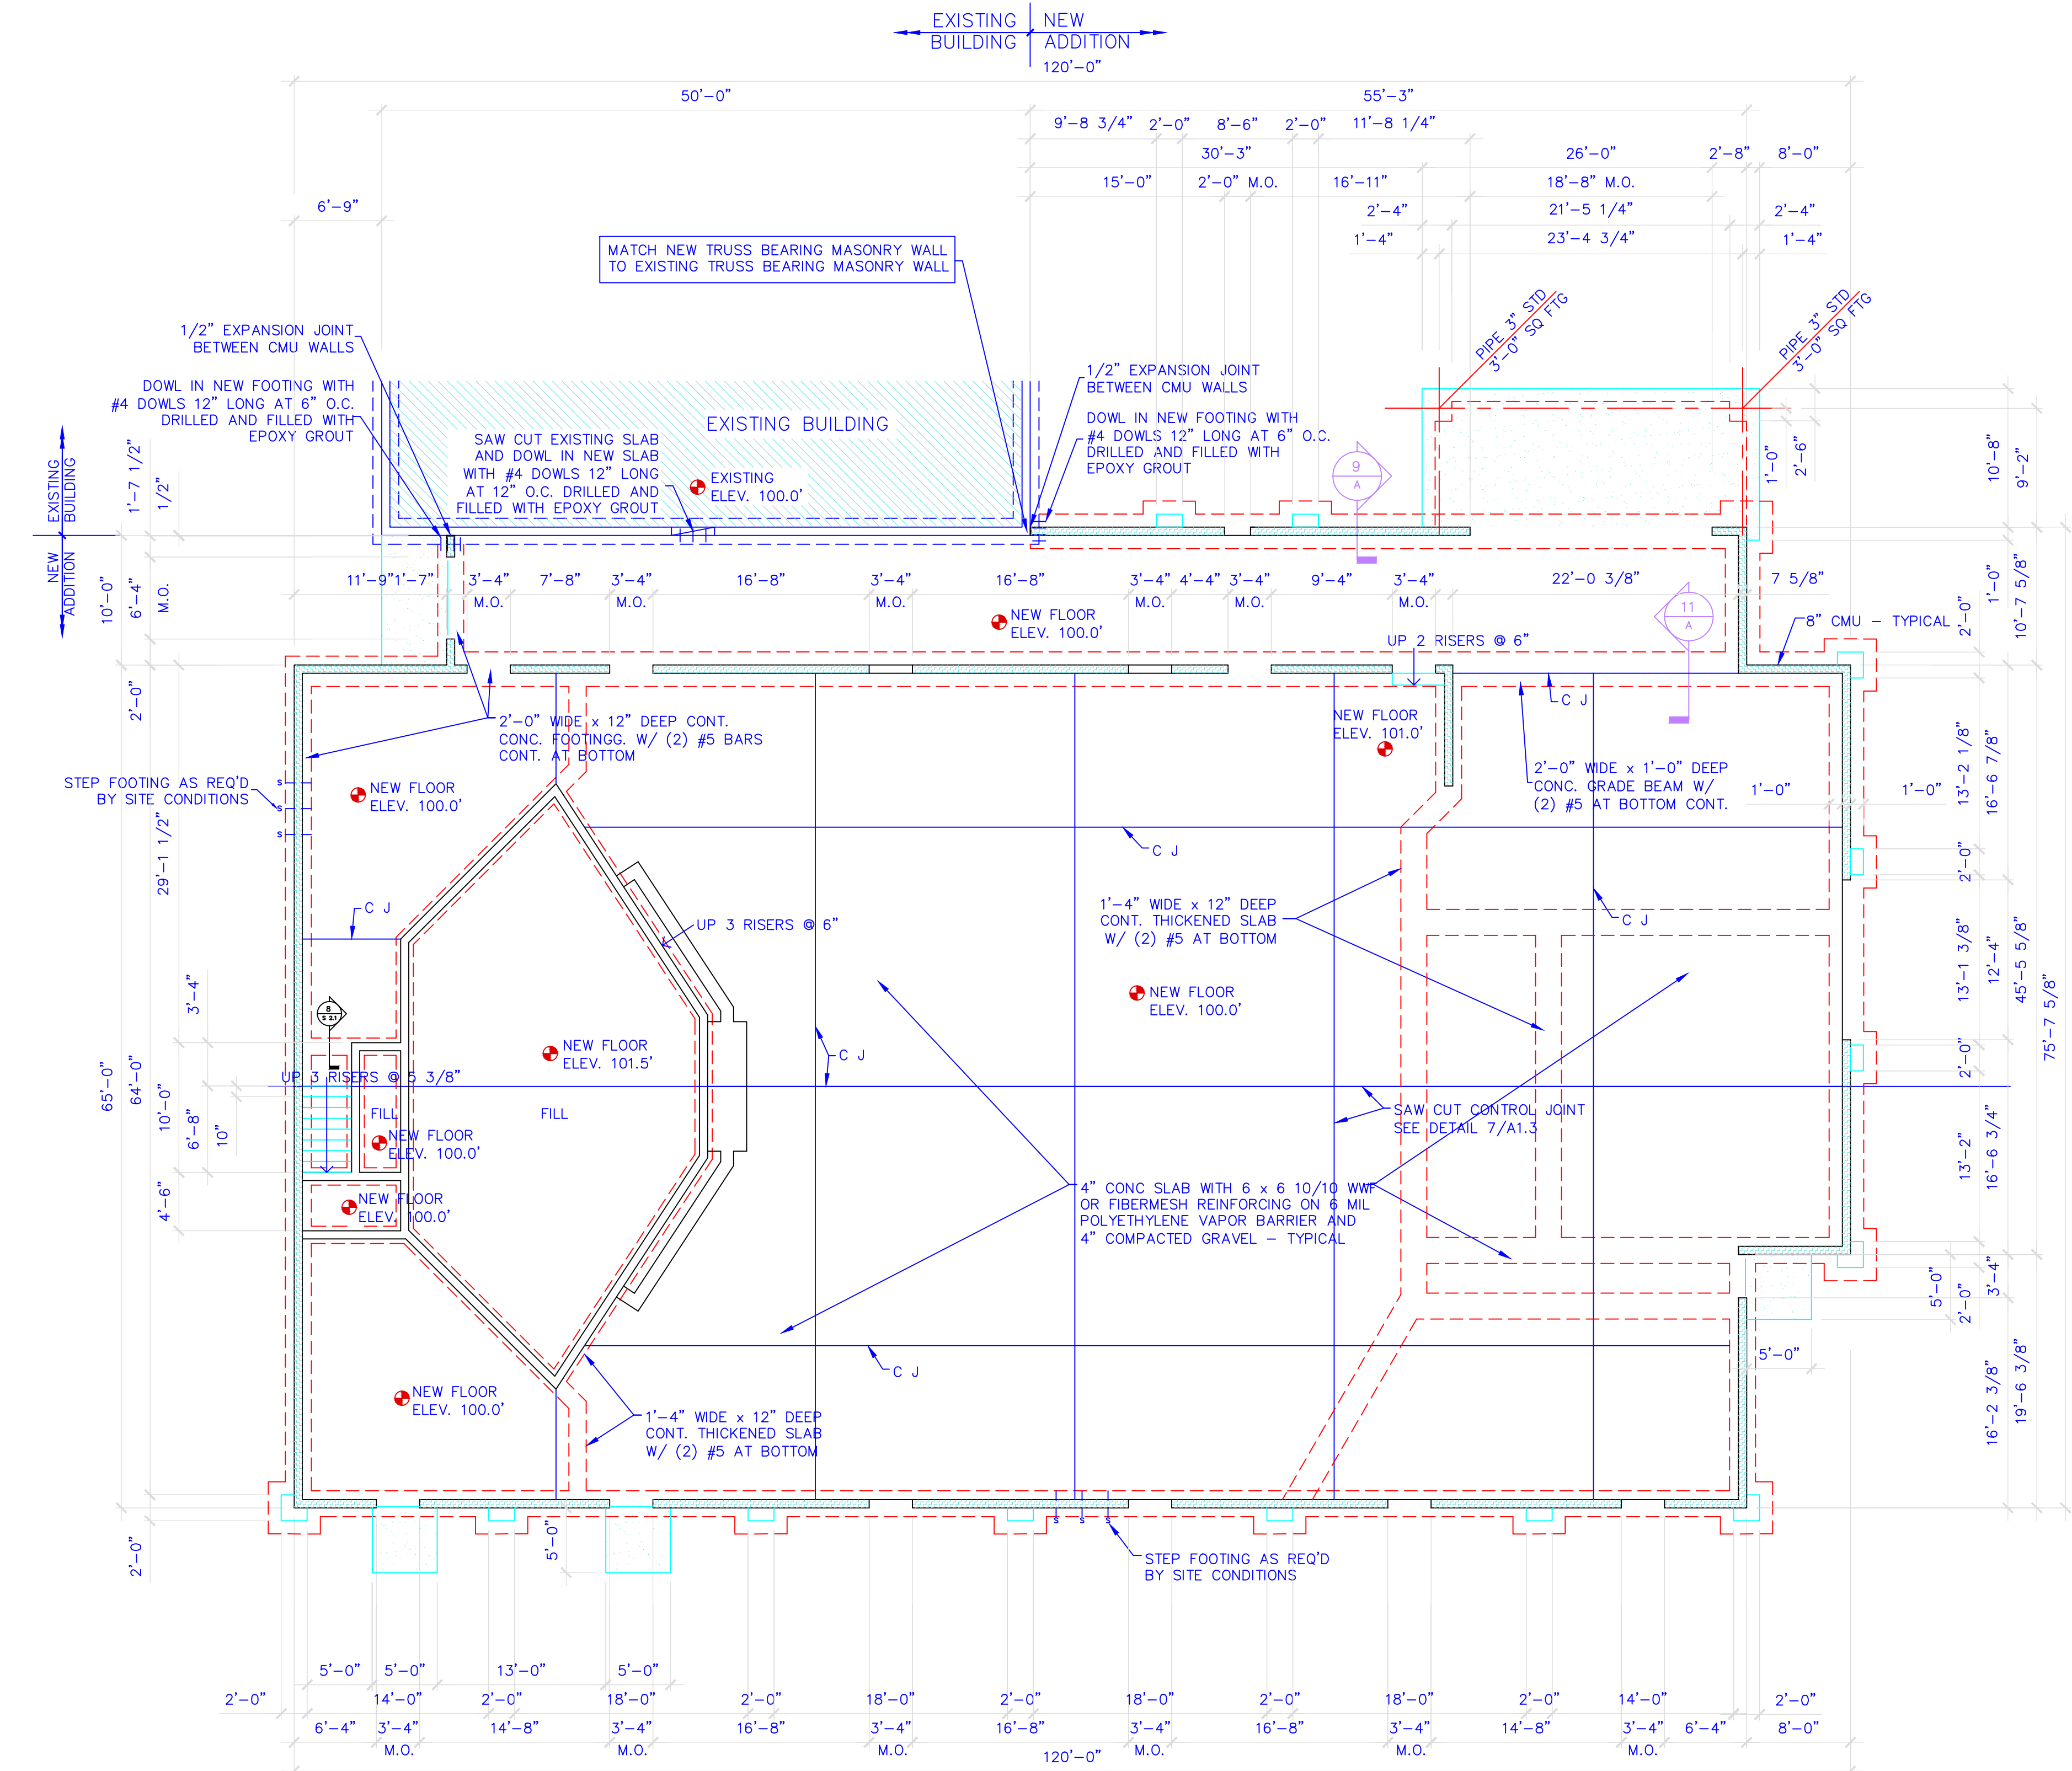 EXISTING BUILDING
NEW ADDITION
120'-0"
50'-0"
55'-3"
9'-8 3/4"
2'-0"
8'-6"
2'-0"
11'-8 1/4"
30'-3"
26'-0"
2'-8"
8'-0"
15'-0"
2'-0" M.O.
16'-11"
18'-8" M.O.
6'-9"
2'-4"
21'-5 1/4"
2'-4"
1'-4"
23'-4 3/4"
1'-4"
MATCH NEW TRUSS BEARING MASONRY WALL
TO EXISTING TRUSS BEARING MASONRY WALL
PIPE 3" STD
3'-0" SQ FTG
PIPE 3" STD
3'-0" SQ FTG
1/2" EXPANSION JOINT
BETWEEN CMU WALLS
DOWL IN NEW FOOTING WITH
#4 DOWLS 12" LONG AT 6" O.C.
DRILLED AND FILLED WITH
EPOXY GROUT
1/2" EXPANSION JOINT
BETWEEN CMU WALLS
DOWL IN NEW FOOTING WITH
#4 DOWLS 12" LONG AT 6" O.C.
DRILLED AND FILLED WITH
EPOXY GROUT
EXISTING BUILDING
SAW CUT EXISTING SLAB
AND DOWL IN NEW SLAB
WITH #4 DOWLS 12" LONG
AT 12" O.C. DRILLED AND
FILLED WITH EPOXY GROUT
EXISTING
ELEV. 100.0'
9
A
1'-0"
2'-6"
10'-8"
9'-2"
EXISTING
BUILDING
NEW
ADDITION
1'-7 1/2"
1/2"
10'-0"
6'-4"
M.O.
11'-9"
1'-7"
3'-4"
M.O.
7'-8"
3'-4"
M.O.
16'-8"
3'-4"
M.O.
16'-8"
3'-4"
M.O.
4'-4"
3'-4"
M.O.
9'-4"
3'-4"
M.O.
22'-0 3/8"
7 5/8"
11
A
2'-0"
1'-0"
10'-7 5/8"
NEW FLOOR
ELEV. 100.0'
8" CMU – TYPICAL
UP 2 RISERS @ 6"
C J
2'-0"
2'-0" WIDE x 12" DEEP CONT.
CONC. FOOTINGG. W/ (2) #5 BARS
CONT. AT BOTTOM
NEW FLOOR
ELEV. 101.0'
2'-0" WIDE x 1'-0" DEEP
CONC. GRADE BEAM W/
(2) #5 AT BOTTOM CONT.
1'-0"
1'-0"
13'-2 1/8"
16'-6 7/8"
STEP FOOTING AS REQ'D
BY SITE CONDITIONS
S
S
S
NEW FLOOR
ELEV. 100.0'
29'-1 1/2"
C J
2'-0"
1'-4" WIDE x 12" DEEP
CONT. THICKENED SLAB
W/ (2) #5 AT BOTTOM
C J
C J
UP 3 RISERS @ 6"
13'-1 3/8"
12'-4"
45'-5 5/8"
75'-7 5/8"
3'-4"
8
S 2.1
NEW FLOOR
ELEV. 100.0'
NEW FLOOR
ELEV. 101.5'
C J
2'-0"
65'-0"
64'-0"
10'-0"
6'-8"
10"
UP 3 RISERS @ 5 3/8"
FILL
FILL
NEW FLOOR
ELEV. 100.0'
SAW CUT CONTROL JOINT
SEE DETAIL 7/A1.3
13'-2"
16'-6 3/4"
4'-6"
NEW FLOOR
ELEV. 100.0'
4" CONC SLAB WITH 6 x 6 10/10 WWF
OR FIBERMESH REINFORCING ON 6 MIL
POLYETHYLENE VAPOR BARRIER AND
4" COMPACTED GRAVEL – TYPICAL
5'-0"
2'-0"
3'-4"
5'-0"
C J
NEW FLOOR
ELEV. 100.0'
1'-4" WIDE x 12" DEEP
CONT. THICKENED SLAB
W/ (2) #5 AT BOTTOM
16'-2 3/8"
19'-6 3/8"
2'-0"
5'-0"
S
S
S
STEP FOOTING AS REQ'D
BY SITE CONDITIONS
5'-0"
5'-0"
13'-0"
5'-0"
2'-0"
14'-0"
2'-0"
18'-0"
2'-0"
18'-0"
2'-0"
18'-0"
2'-0"
18'-0"
2'-0"
14'-0"
2'-0"
6'-4"
3'-4"
M.O.
14'-8"
3'-4"
M.O.
16'-8"
3'-4"
M.O.
16'-8"
3'-4"
M.O.
16'-8"
3'-4"
M.O.
14'-8"
3'-4"
M.O.
6'-4"
8'-0"
120'-0"